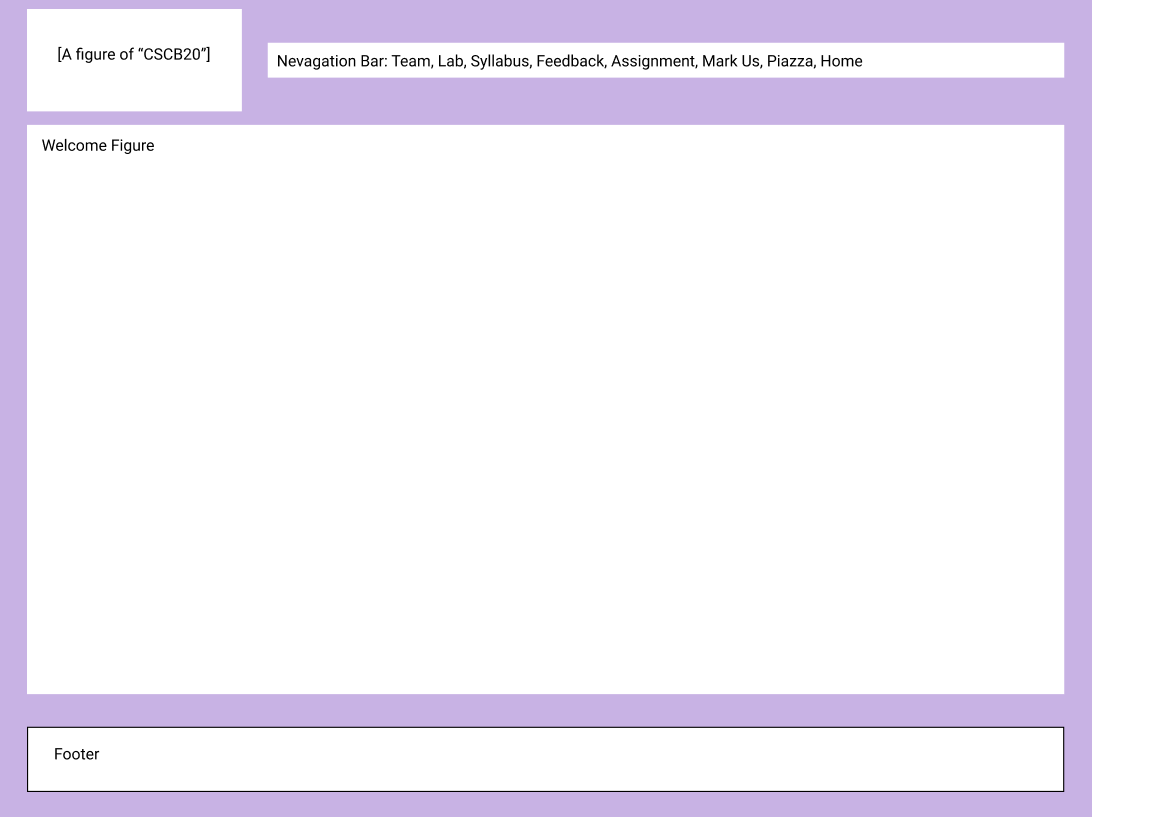 [A figure of “CSCB20”]
Nevagation Bar: Team, Lab, Syllabus, Feedback, Assignment, Mark Us, Piazza, Home
Welcome Figure
Footer